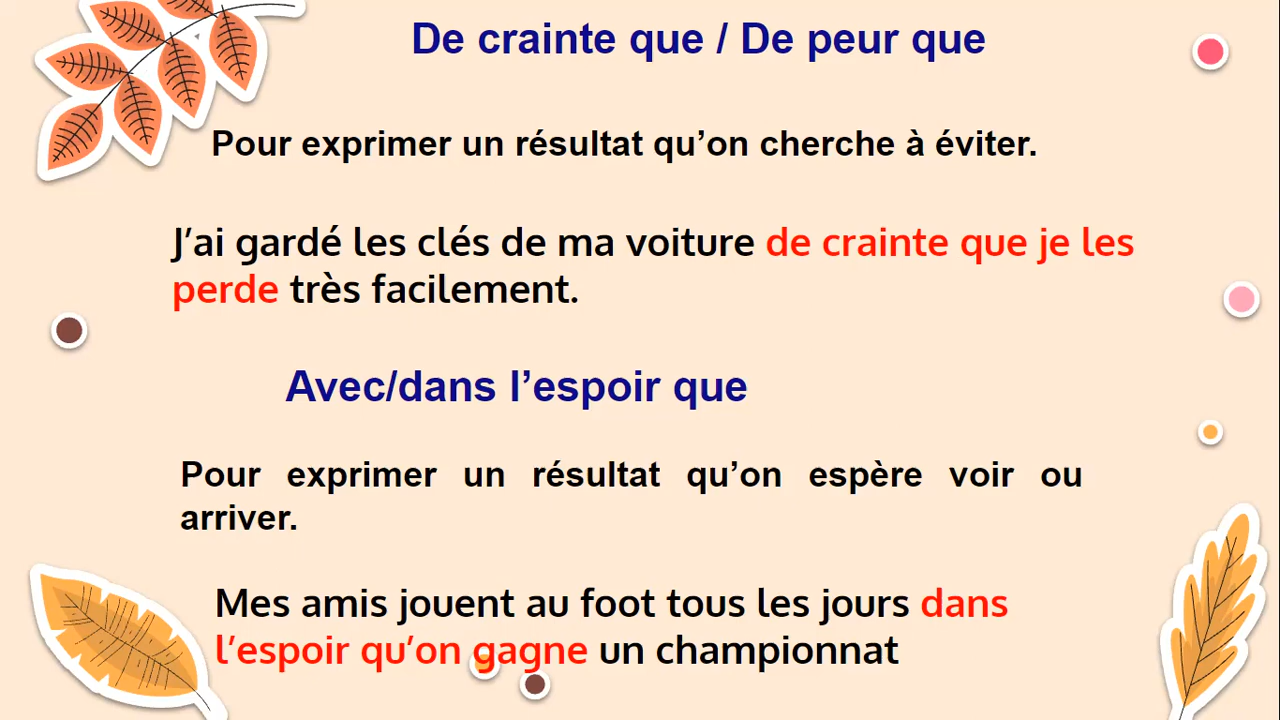 De crainte que / De peur que
Pour exprimer un résultat qu’on cherche à éviter.
J’ai gardé les clés de ma voiture de crainte que je les
perde très facilement.
Avec/dans l’espoir que
Pour exprimer un résultat qu’on espère voir ou
arriver.
Mes amis jouent au foot tous les jours dans
l’espoir qu’on gagne un championnat